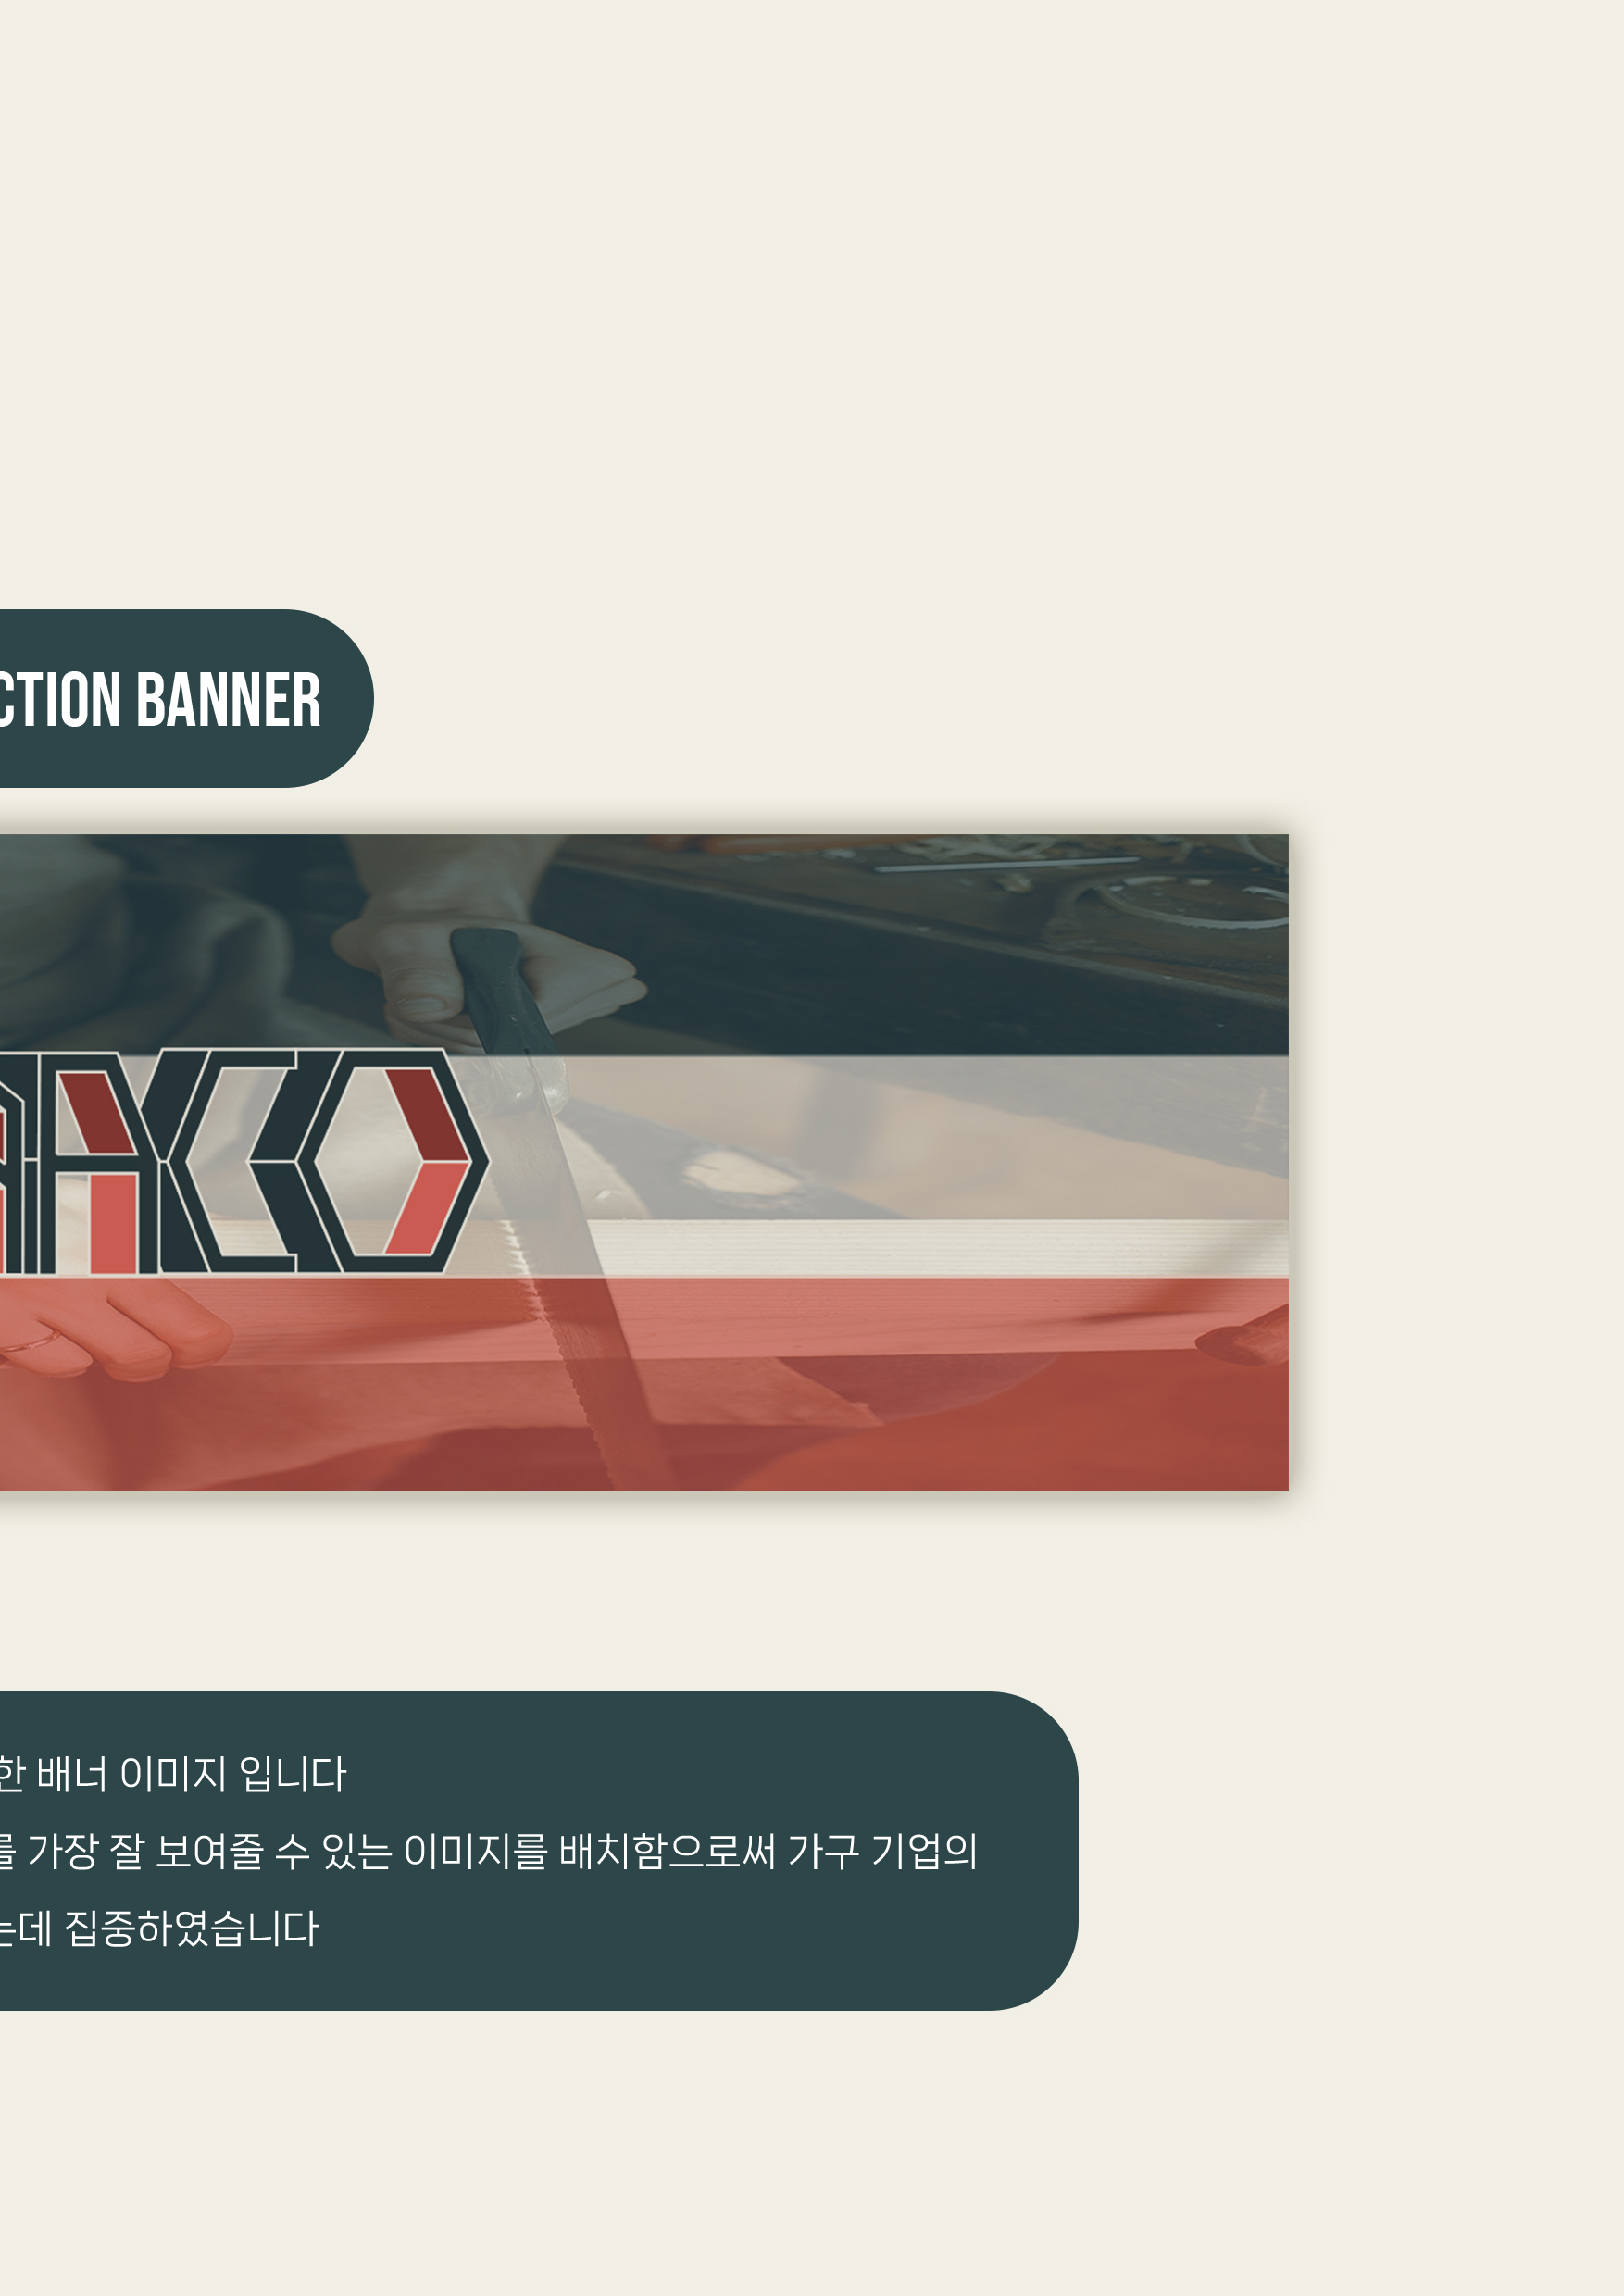 CTION BANNER
ACO
한 배너 이미지 입니다
를 가장 잘 보여줄 수 있는 이미지를 배치함으로써 가구 기업의
는데 집중하였습니다